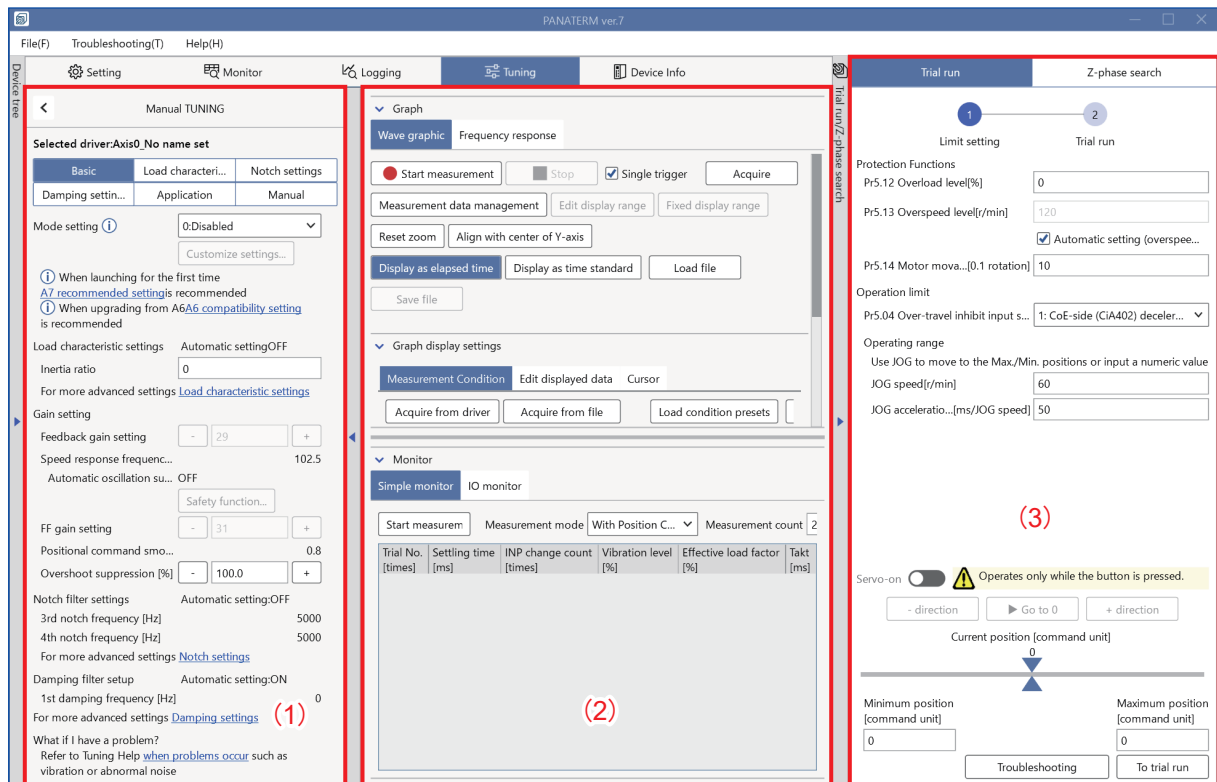 PANATERM ver.7
File(F) Troubleshooting(T) Help(H)
Device tree
Setting Monitor Logging Tuning Device Info
Manual TUNING
Selected driver:Axis0_No name set
Basic Load characteri... Notch settings
Damping settin... Application Manual
Mode setting 0:Disabled
Customize settings...
When launching for the first time
A7 recommended settingis recommended
When upgrading from A6A6 compatibility setting
is recommended
Load characteristic settings Automatic settingOFF
Inertia ratio 0
For more advanced settings Load characteristic settings
Gain setting
Feedback gain setting - 29 +
Speed response frequenc... 102.5
Automatic oscillation su... OFF
Safety function...
FF gain setting - 31 +
Positional command smo... 0.8
Overshoot suppression [%] - 100.0 +
Notch filter settings Automatic setting:OFF
3rd notch frequency [Hz] 5000
4th notch frequency [Hz] 5000
For more advanced settings Notch settings
Damping filter setup Automatic setting:ON
1st damping frequency [Hz] 0
For more advanced settings Damping settings
(1)
What if I have a problem?
Refer to Tuning Help when problems occur such as
vibration or abnormal noise
Graph
Wave graphic Frequency response
Start measurement Stop Single trigger Acquire
Measurement data management Edit display range Fixed display range
Reset zoom Align with center of Y-axis
Display as elapsed time Display as time standard Load file
Save file
Graph display settings
Measurement Condition Edit displayed data Cursor
Acquire from driver Acquire from file Load condition presets
Monitor
Simple monitor IO monitor
Start measurem Measurement mode With Position C... Measurement count 2
Trial No. Settling time INP change count Vibration level Effective load factor Takt
[times] [ms] [times] [%] [%] [ms]
(2)
Trial run/Z-phase search
Trial run Z-phase search
1 2
Limit setting Trial run
Protection Functions
Pr5.12 Overload level[%] 0
Pr5.13 Overspeed level[r/min] 120
Automatic setting (overspee...
Pr5.14 Motor mova...[0.1 rotation] 10
Operation limit
Pr5.04 Over-travel inhibit input s... 1: CoE-side (CiA402) deceler...
Operating range
Use JOG to move to the Max./Min. positions or input a numeric value
JOG speed[r/min] 60
JOG acceleratio...[ms/JOG speed] 50
(3)
Servo-on Operates only while the button is pressed.
- direction Go to 0 + direction
Current position [command unit]
0
Minimum position Maximum position
[command unit] [command unit]
0 0
Troubleshooting To trial run